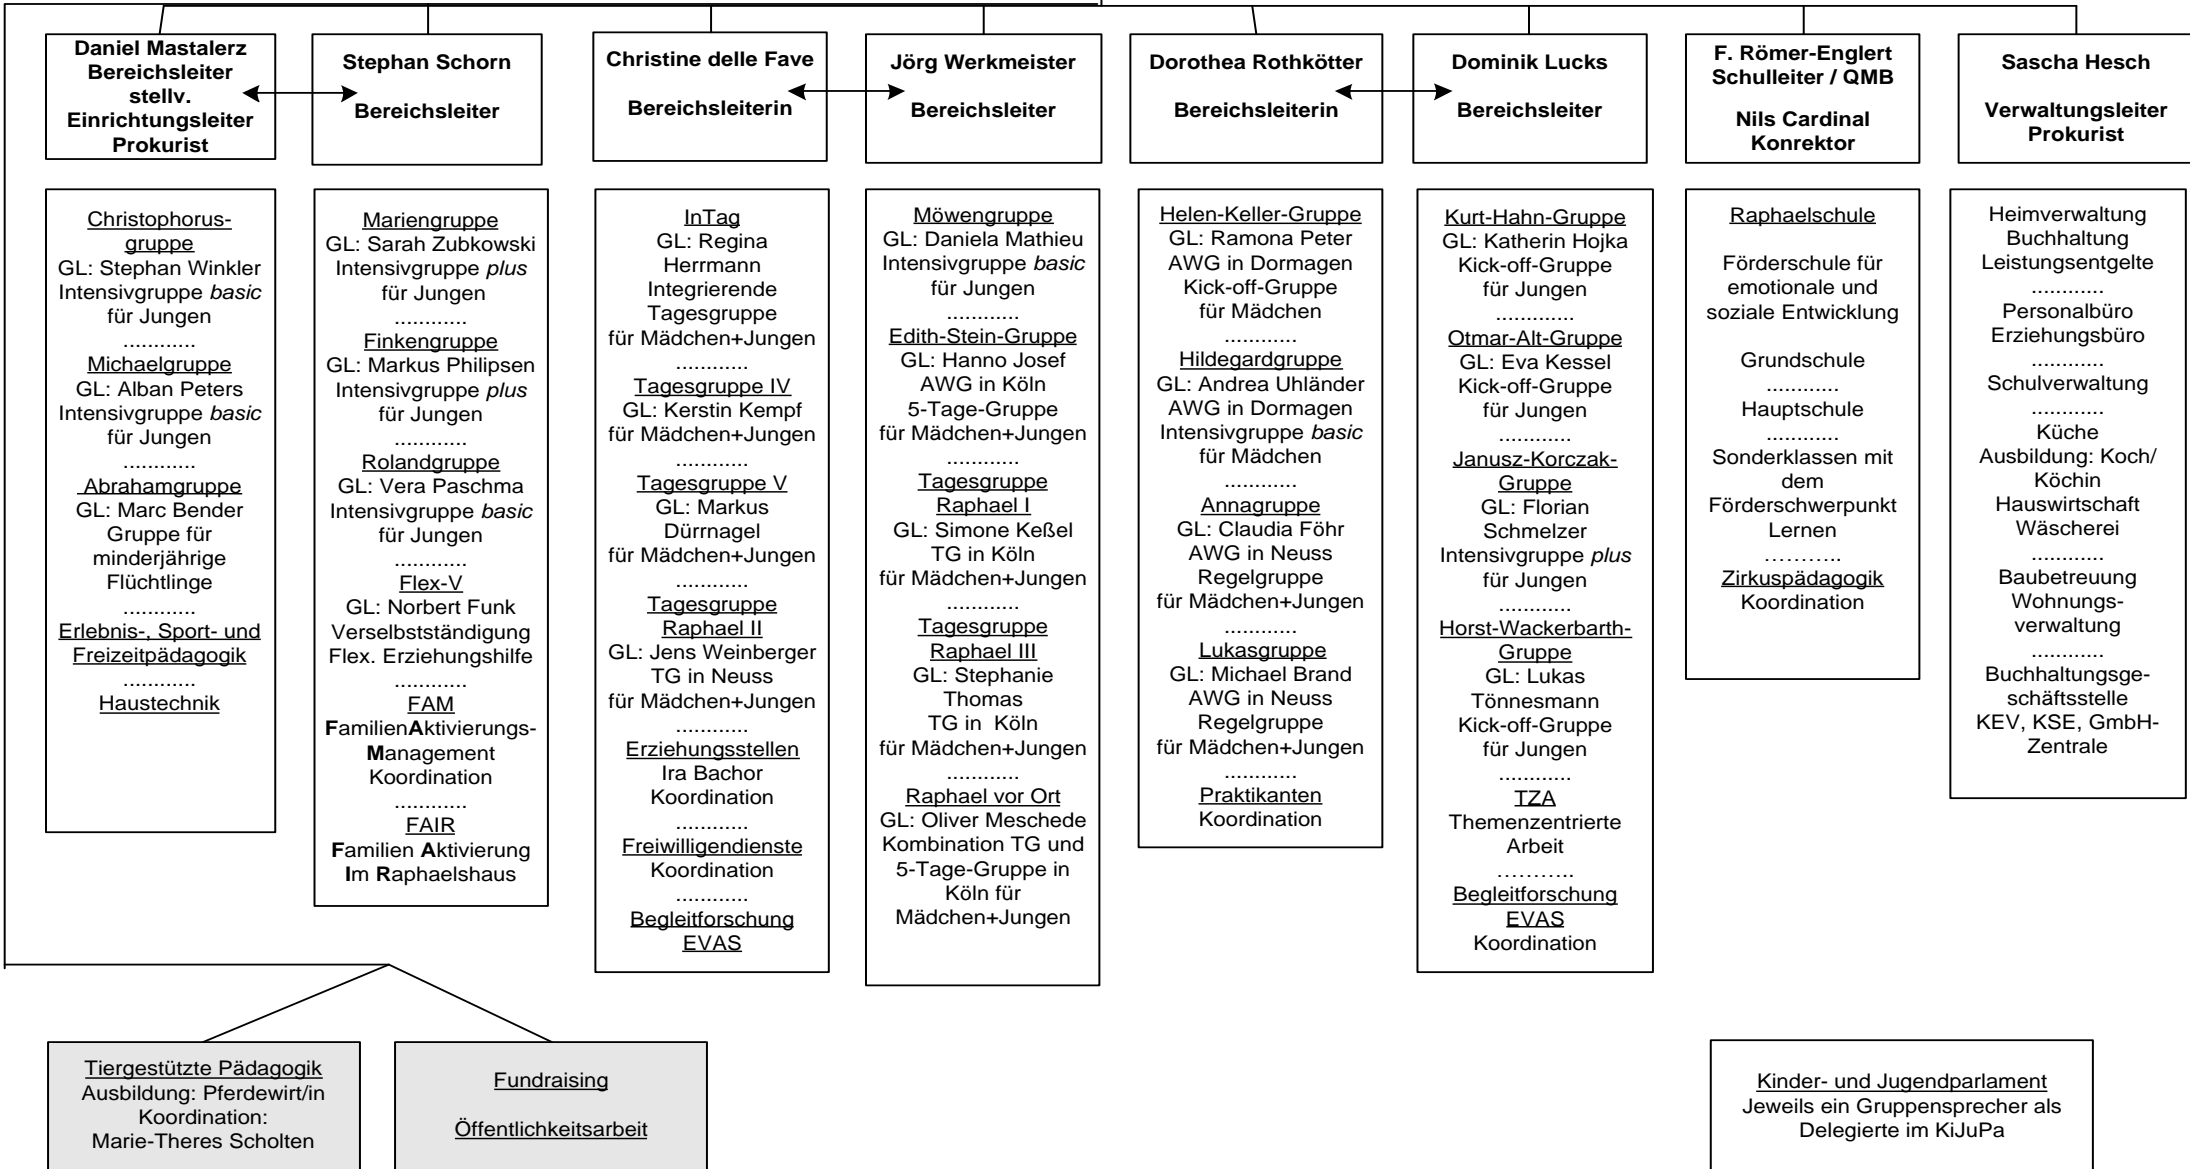 Daniel Mastalerz
Bereichsleiter
stellv.
Einrichtungsleiter
Prokurist
Stephan Schorn
Bereichsleiter
Christine delle Fave
Bereichsleiterin
Jörg Werkmeister
Bereichsleiter
Dorothea Rothkötter
Bereichsleiterin
Dominik Lucks
Bereichsleiter
F. Römer-Englert
Schulleiter / QMB
Nils Cardinal
Konrektor
Sascha Hesch
Verwaltungsleiter
Prokurist
Christophorus-
gruppe
GL: Stephan Winkler
Intensivgruppe basic
für Jungen
............
Michaelgruppe
GL: Alban Peters
Intensivgruppe basic
für Jungen
............
Abrahamgruppe
GL: Marc Bender
Gruppe für
minderjährige
Flüchtlinge
............
Erlebnis-, Sport- und
Freizeitpädagogik
............
Haustechnik
Mariengruppe
GL: Sarah Zubkowski
Intensivgruppe plus
für Jungen
............
Finkengruppe
GL: Markus Philipsen
Intensivgruppe plus
für Jungen
............
Rolandgruppe
GL: Vera Paschma
Intensivgruppe basic
für Jungen
............
Flex-V
GL: Norbert Funk
Verselbstständigung
Flex. Erziehungshilfe
............
FAM
FamilienAktivierungs-
Management
Koordination
............
FAIR
Familien Aktivierung
Im Raphaelshaus
InTag
GL: Regina
Herrmann
Integrierende
Tagesgruppe
für Mädchen+Jungen
............
Tagesgruppe IV
GL: Kerstin Kempf
für Mädchen+Jungen
............
Tagesgruppe V
GL: Markus
Dürrnagel
für Mädchen+Jungen
............
Tagesgruppe
Raphael II
GL: Jens Weinberger
TG in Neuss
für Mädchen+Jungen
............
Erziehungsstellen
Ira Bachor
Koordination
............
Freiwilligendienste
Koordination
............
Begleitforschung
EVAS
Möwengruppe
GL: Daniela Mathieu
Intensivgruppe basic
für Jungen
............
Edith-Stein-Gruppe
GL: Hanno Josef
AWG in Köln
5-Tage-Gruppe
für Mädchen+Jungen
............
Tagesgruppe
Raphael I
GL: Simone Keßel
TG in Köln
für Mädchen+Jungen
............
Tagesgruppe
Raphael III
GL: Stephanie
Thomas
TG in Köln
für Mädchen+Jungen
............
Raphael vor Ort
GL: Oliver Meschede
Kombination TG und
5-Tage-Gruppe in
Köln für
Mädchen+Jungen
Helen-Keller-Gruppe
GL: Ramona Peter
AWG in Dormagen
Kick-off-Gruppe
für Mädchen
............
Hildegardgruppe
GL: Andrea Uhländer
AWG in Dormagen
Intensivgruppe basic
für Mädchen
............
Annagruppe
GL: Claudia Föhr
AWG in Neuss
Regelgruppe
für Mädchen+Jungen
............
Lukasgruppe
GL: Michael Brand
AWG in Neuss
Regelgruppe
für Mädchen+Jungen
............
Praktikanten
Koordination
Kurt-Hahn-Gruppe
GL: Katherin Hojka
Kick-off-Gruppe
für Jungen
.............
Otmar-Alt-Gruppe
GL: Eva Kessel
Kick-off-Gruppe
für Jungen
............
Janusz-Korczak-
Gruppe
GL: Florian
Schmelzer
Intensivgruppe plus
für Jungen
............
Horst-Wackerbarth-
Gruppe
GL: Lukas
Tönnesmann
Kick-off-Gruppe
für Jungen
............
TZA
Themenzentrierte
Arbeit
...........
Begleitforschung
EVAS
Koordination
Raphaelschule
Förderschule für
emotionale und
soziale Entwicklung
Grundschule
............
Hauptschule
............
Sonderklassen mit
dem
Förderschwerpunkt
Lernen
...........
Zirkuspädagogik
Koordination
Heimverwaltung
Buchhaltung
Leistungsentgelte
............
Personalbüro
Erziehungsbüro
............
Schulverwaltung
............
Küche
Ausbildung: Koch/
Köchin
Hauswirtschaft
Wäscherei
............
Baubetreuung
Wohnungs-
verwaltung
............
Buchhaltungsge-
schäftsstelle
KEV, KSE, GmbH-
Zentrale
Tiergestützte Pädagogik
Ausbildung: Pferdewirt/in
Koordination:
Marie-Theres Scholten
Fundraising
Öffentlichkeitsarbeit
Kinder- und Jugendparlament
Jeweils ein Gruppensprecher als
Delegierte im KiJuPa